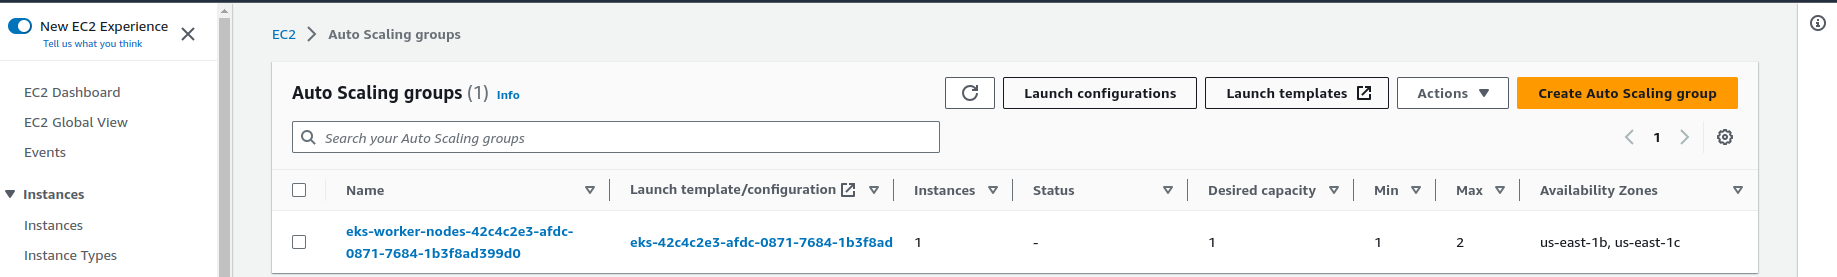 New EC2 Experience
Tell us what you think
EC2 Dashboard
EC2 Global View
Events
Instances
Instances
Instance Types
EC2 > Auto Scaling groups
Auto Scaling groups (1) Info
Launch configurations
Launch templates
Actions
Create Auto Scaling group
Search your Auto Scaling groups
1
Name
Launch template/configuration
Instances
Status
Desired capacity
Min
Max
Availability Zones
eks-worker-nodes-42c4c2e3-afdc-
0871-7684-1b3f8ad399d0
eks-42c4c2e3-afdc-0871-7684-1b3f8ad
1
-
1
1
2
us-east-1b, us-east-1c